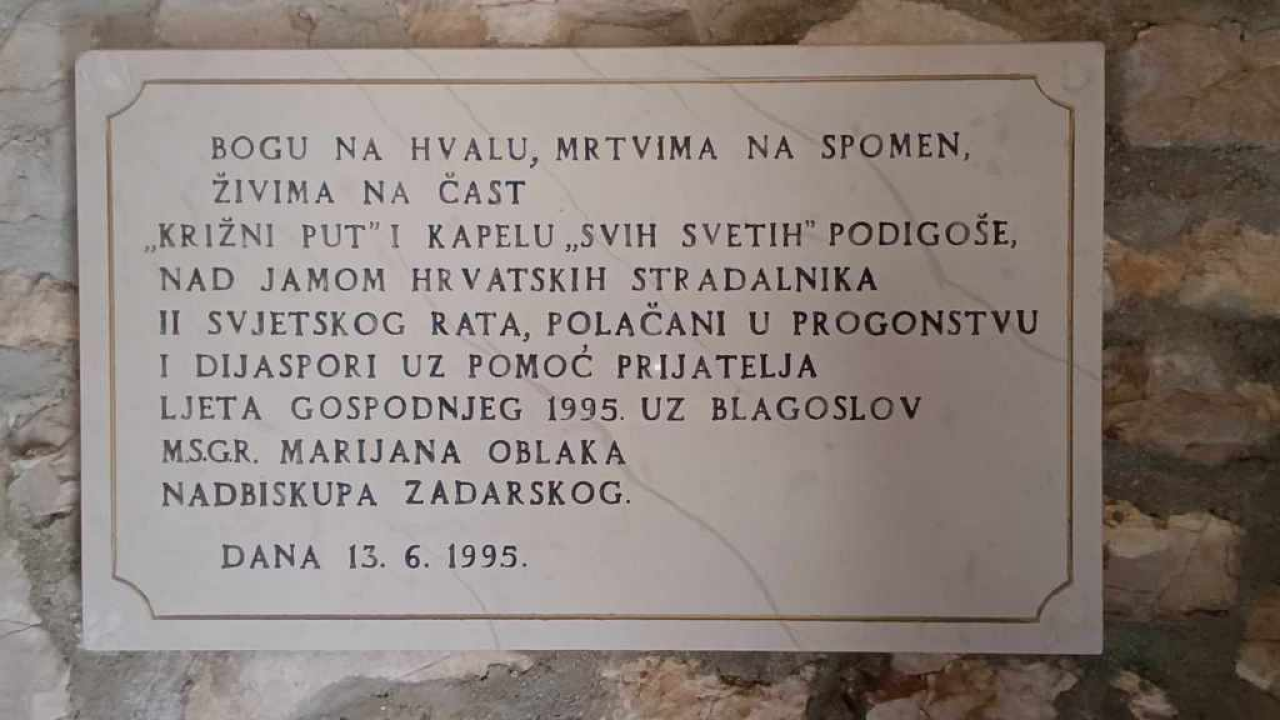 BOGU NA HVALU, MRTVIMA NA SPOMEN,
ŽIVIMA NA ČAST
„KRIŽNI PUT" I KAPELU „SVIH SVETIH" PODIGOŠE,
NAD JAMOM HRVATSKIH STRADALNIKA
II SVJETSKOG RATA, POLAČANI U PROGONSTVU
I DIJASPORI UZ POMOĆ PRIJATELJA
LJETA GOSPODNJEG 1995. UZ BLAGOSLOV
M.S.G.R. MARIJANA OBLAKA
NADBISKUPA ZADARSKOG.
DANA 13. 6. 1995.